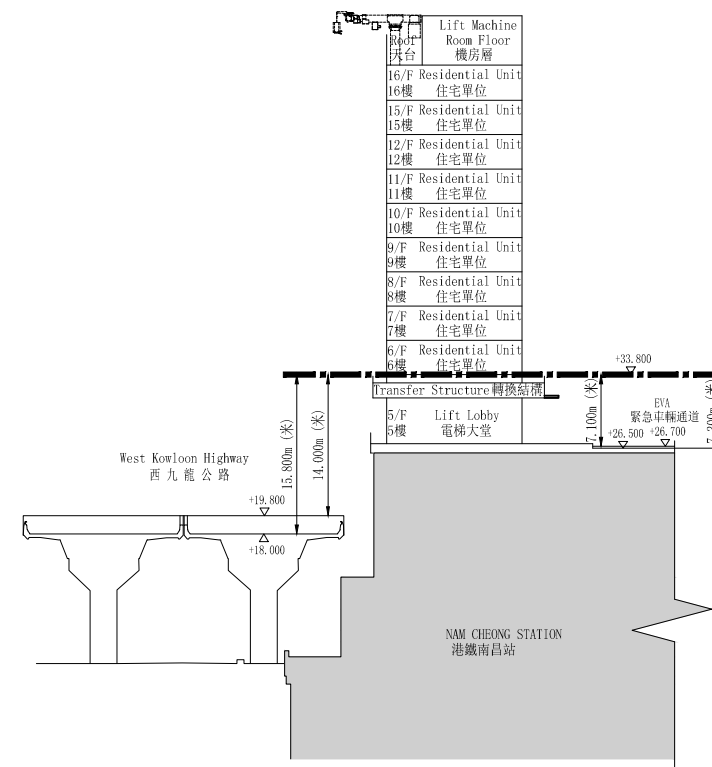 Lift Machine
Roof Room Floor
天台 機房層
16/F Residential Unit
16樓 住宅單位
15/F Residential Unit
15樓 住宅單位
12/F Residential Unit
12樓 住宅單位
11/F Residential Unit
11樓 住宅單位
10/F Residential Unit
10樓 住宅單位
9/F Residential Unit
9樓 住宅單位
8/F Residential Unit
8樓 住宅單位
7/F Residential Unit
7樓 住宅單位
6/F Residential Unit
6樓 住宅單位
+33.800
Transfer Structure 轉換結構
5/F Lift Lobby
5樓 電梯大堂
7.100m (米)
EVA
緊急車輛通道
+26.500 +26.700
7.200m (米)
15.800m (米)
14.000m (米)
West Kowloon Highway
西九龍公路
+19.800
+18.000
NAM CHEONG STATION
港鐵南昌站